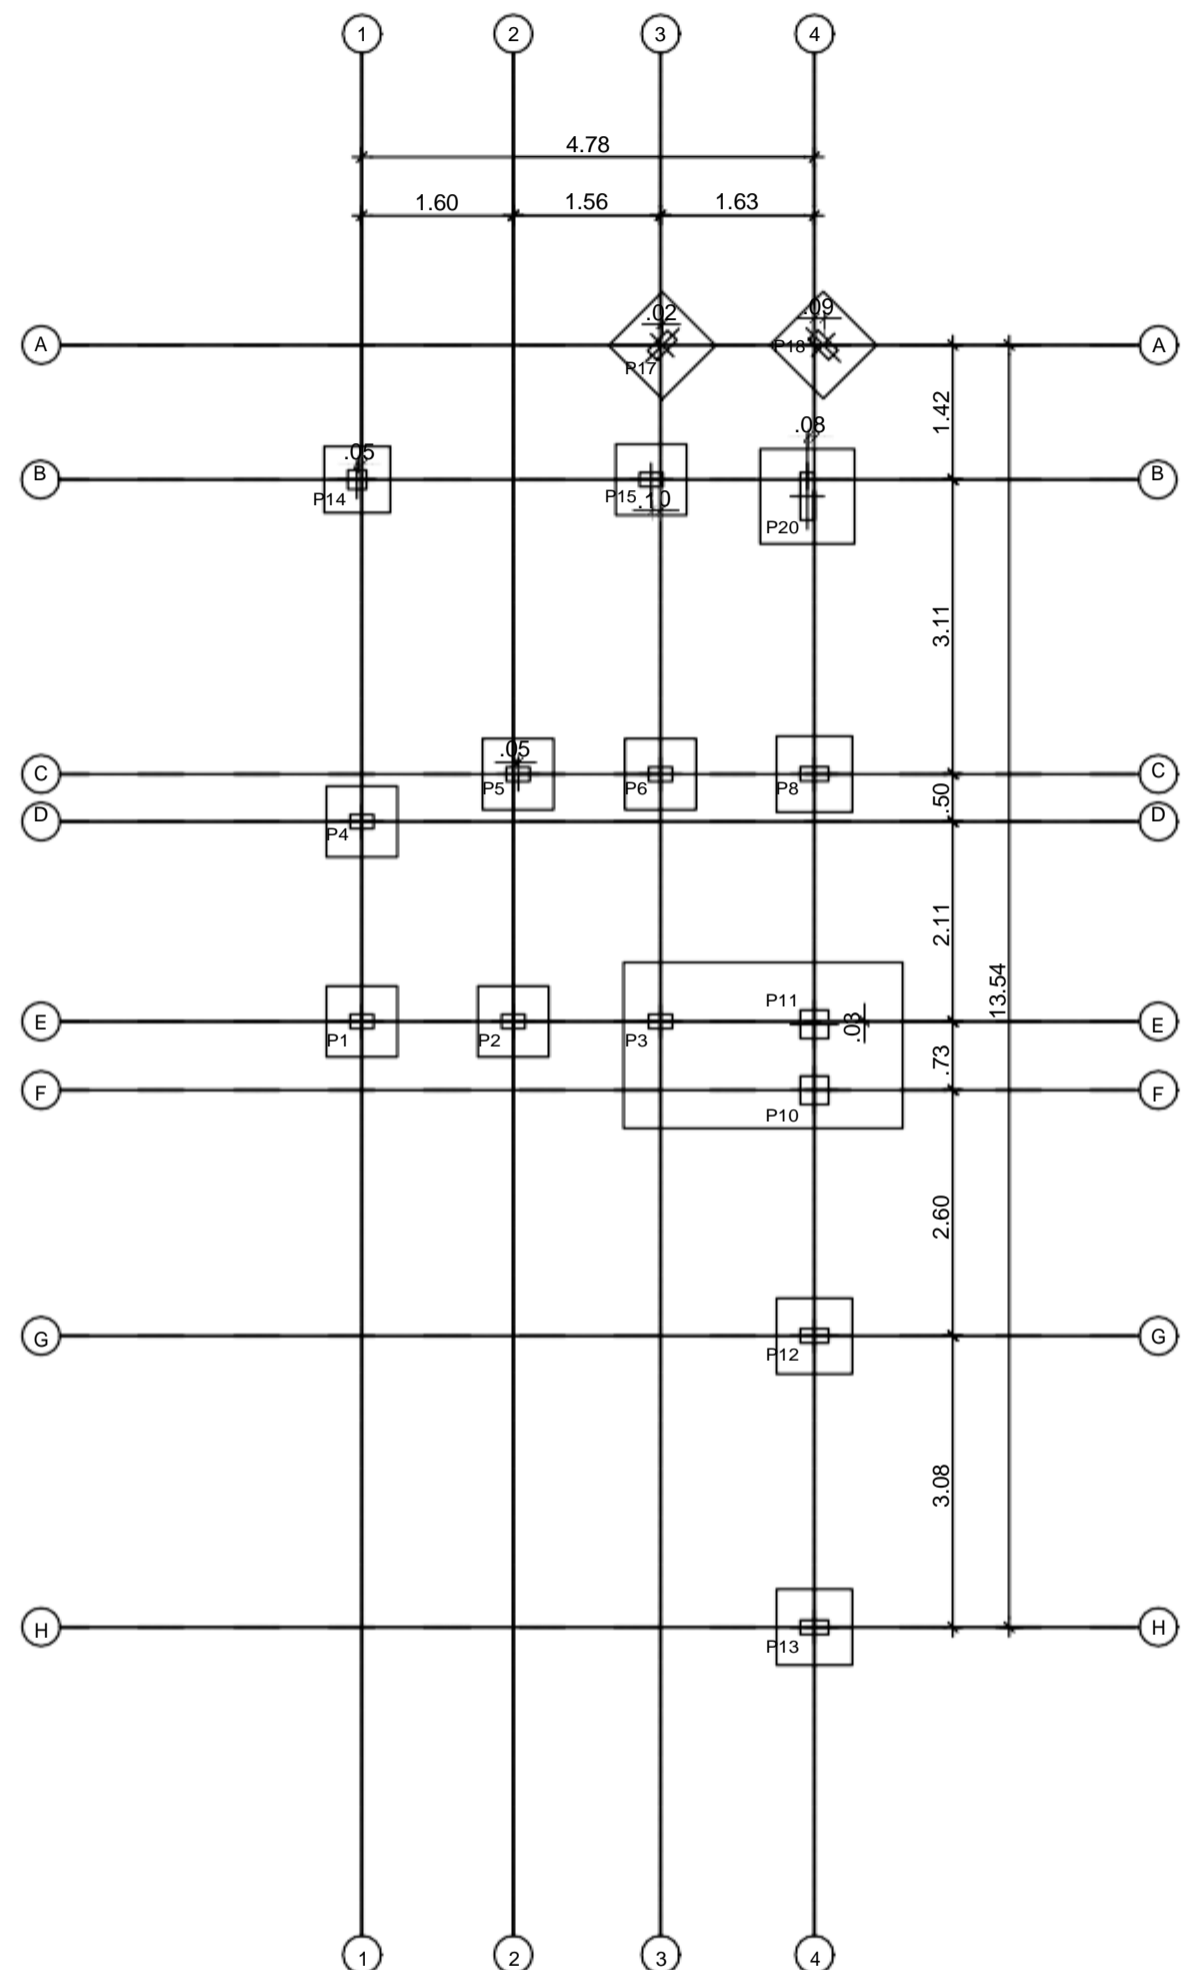 1 2 3 4
4.78
1.60 1.56 1.63
.02 .09
A P18 A
P17
1.42
.08
.05
B B
P14 P15 .10
P20
3.11
.05
C C
P5 P6 P8
.50
D D
P4
2.11
13.54
P11
E .03 E
P1 P2 P3
.73
F F
P10
2.60
G G
P12
3.08
H H
P13
1 2 3 4